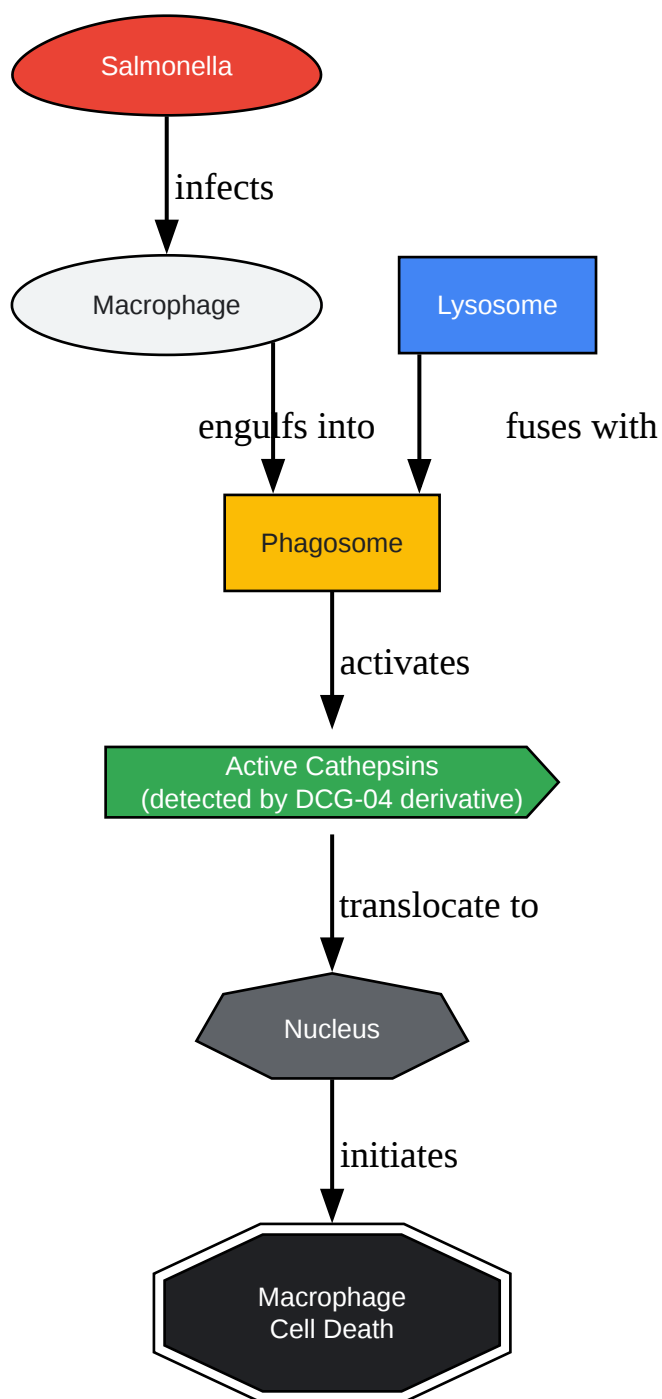 Salmonella
infects
Macrophage
Lysosome
engulfs into
fuses with
Phagosome
activates
Active Cathepsins
(detected by DCG-04 derivative)
translocate to
Nucleus
initiates
Macrophage
Cell Death